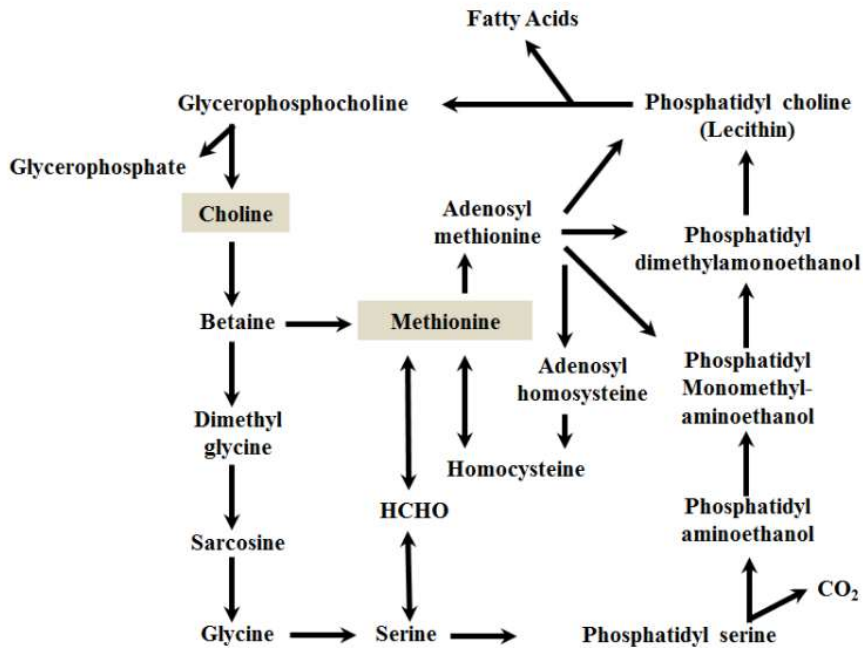 Fatty Acids
Glycerophosphocholine
Phosphatidyl choline
(Lecithin)
Glycerophosphate
Choline
Adenosyl
methionine
Phosphatidyl
dimethylamonoethanol
Betaine
Methionine
Adenosyl
homosysteine
Phosphatidyl
Monomethyl-
aminoethanol
Dimethyl
glycine
Homocysteine
HCHO
Phosphatidyl
aminoethanol
Sarcosine
CO₂
Glycine
Serine
Phosphatidyl serine